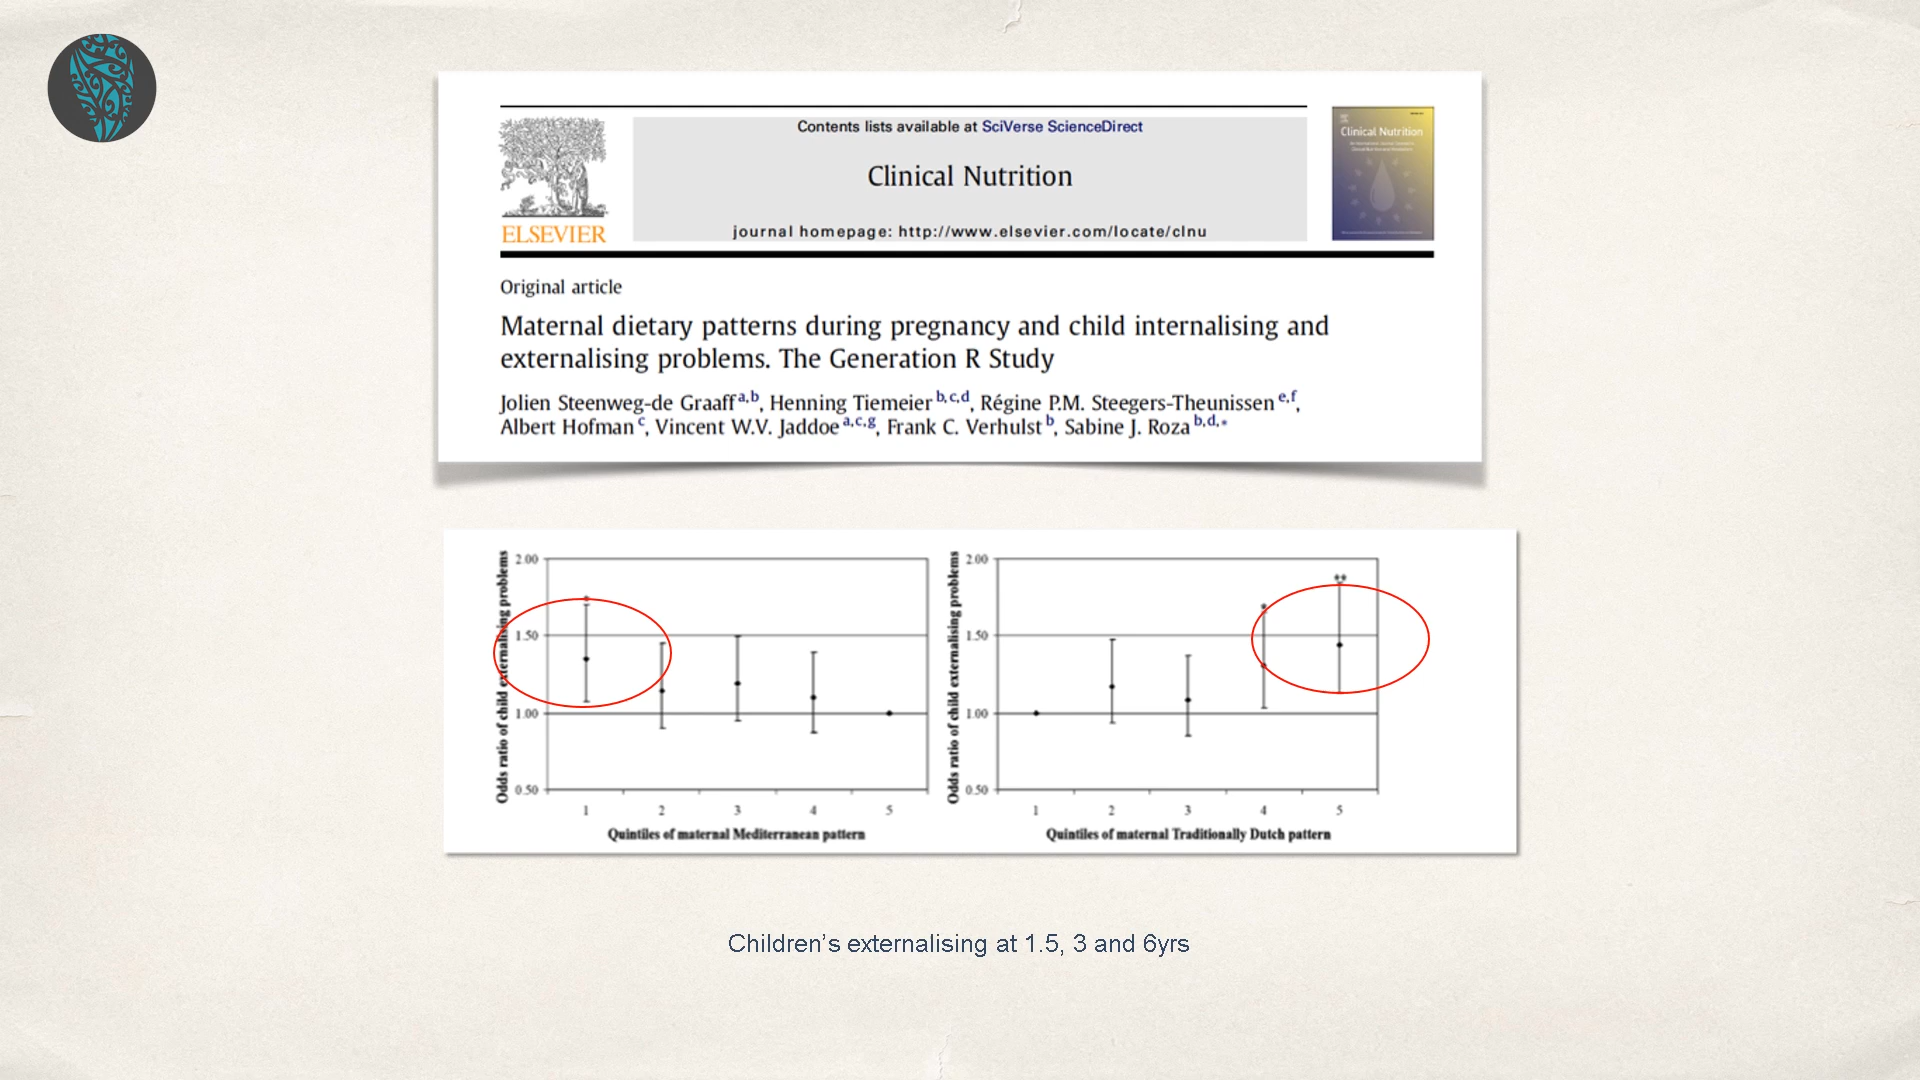 Contents lists available at SciVerse ScienceDirect
Clinical Nutrition
journal homepage: http://www.elsevier.com/locate/clnu
ELSEVIER
Clinical Nutrition
Original article
Maternal dietary patterns during pregnancy and child internalising and
externalising problems. The Generation R Study
Jolien Steenweg-de Graaff a,b, Henning Tiemeier b,c,d, Régine P.M. Steegers-Theunissen e,f,
Albert Hofman c, Vincent W.V. Jaddoe a,c,g, Frank C. Verhulst b, Sabine J. Roza b,d,*
Odds ratio of child externalising problems
2.00
1.50
1.00
0.50
*
1 2 3 4 5
Quintiles of maternal Mediterranean pattern
Odds ratio of child externalising problems
2.00
1.50
1.00
0.50
*
**
1 2 3 4 5
Quintiles of maternal Traditionally Dutch pattern
Children’s externalising at 1.5, 3 and 6yrs